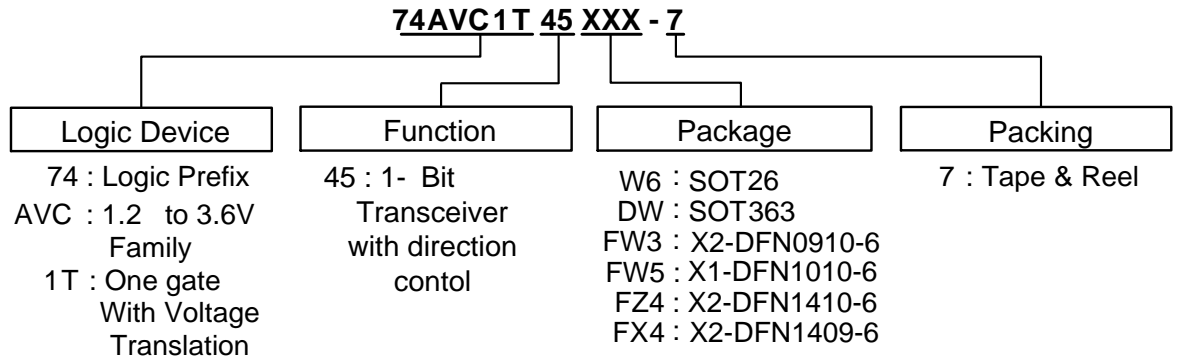 74AVC1T 45 XXX - 7
Logic Device
74 : Logic Prefix
AVC : 1.2 to 3.6V
Family
1T : One gate
With Voltage
Translation
Function
45 : 1- Bit
Transceiver
with direction
contol
Package
W6 : SOT26
DW : SOT363
FW3 : X2-DFN0910-6
FW5 : X1-DFN1010-6
FZ4 : X2-DFN1410-6
FX4 : X2-DFN1409-6
Packing
7 : Tape & Reel